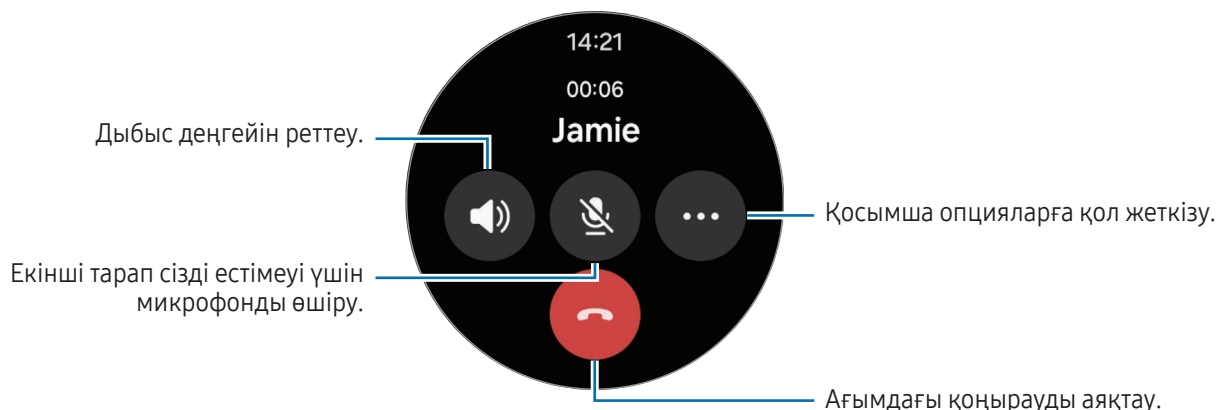 14:21
00:06
Jamie
Дыбыс деңгейін реттеу.
Қосымша опцияларға қол жеткізу.
Екінші тарап сізді естімеуі үшін
микрофонды өшіру.
Ағымдағы қоңырауды аяқтау.